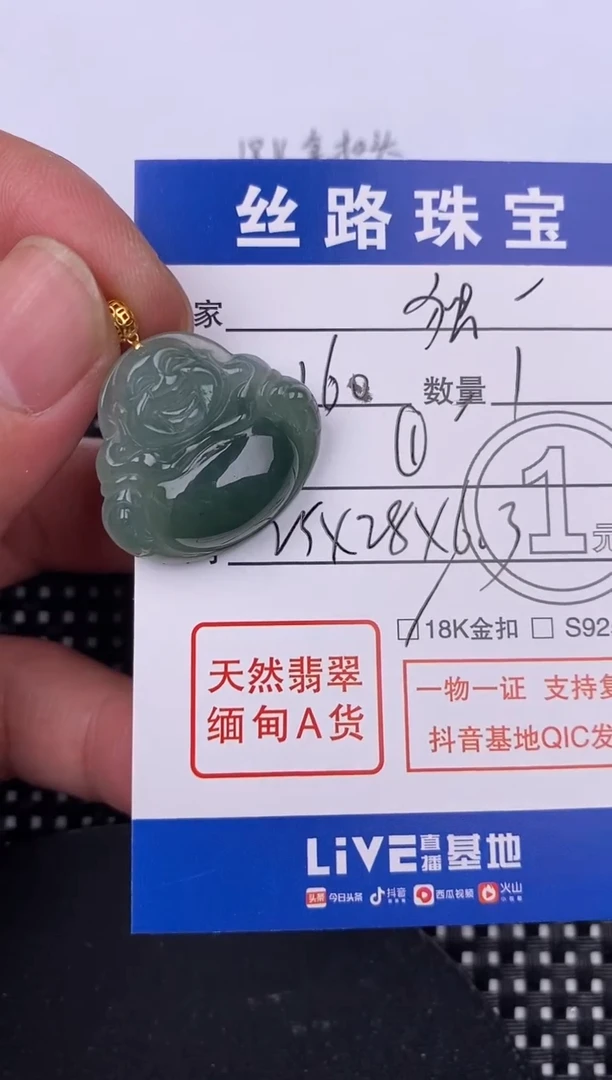 18K金扣头
丝路珠宝
家
160 数量 1
①
25X28X6.3
1元
18K金扣 S92
天然翡翠
缅甸A货
一物一证 支持复
抖音基地QIC发
LiVE直播基地
头条 今日头条 抖音 西瓜视频 火山